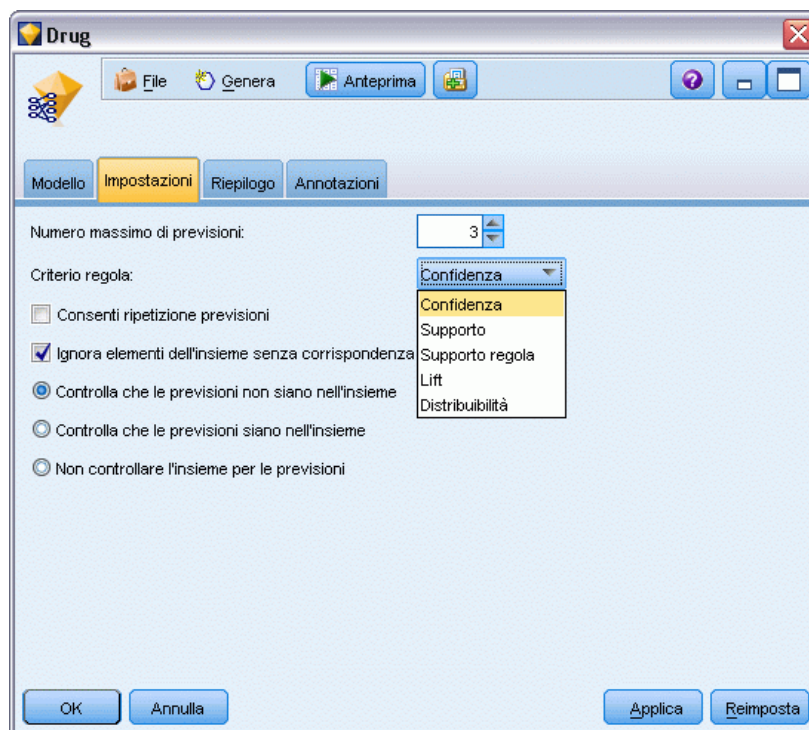 Drug
File Genera Anteprima
Modello Impostazioni Riepilogo Annotazioni
Numero massimo di previsioni: 3
Criterio regola: Confidenza
Confidenza
Consenti ripetizione previsioni
Supporto
Ignora elementi dell'insieme senza corrispondenza Supporto regola
Lift
Controlla che le previsioni non siano nell'insieme
Distribuibilità
Controlla che le previsioni siano nell'insieme
Non controllare l'insieme per le previsioni
OK Annulla Applica Reimposta